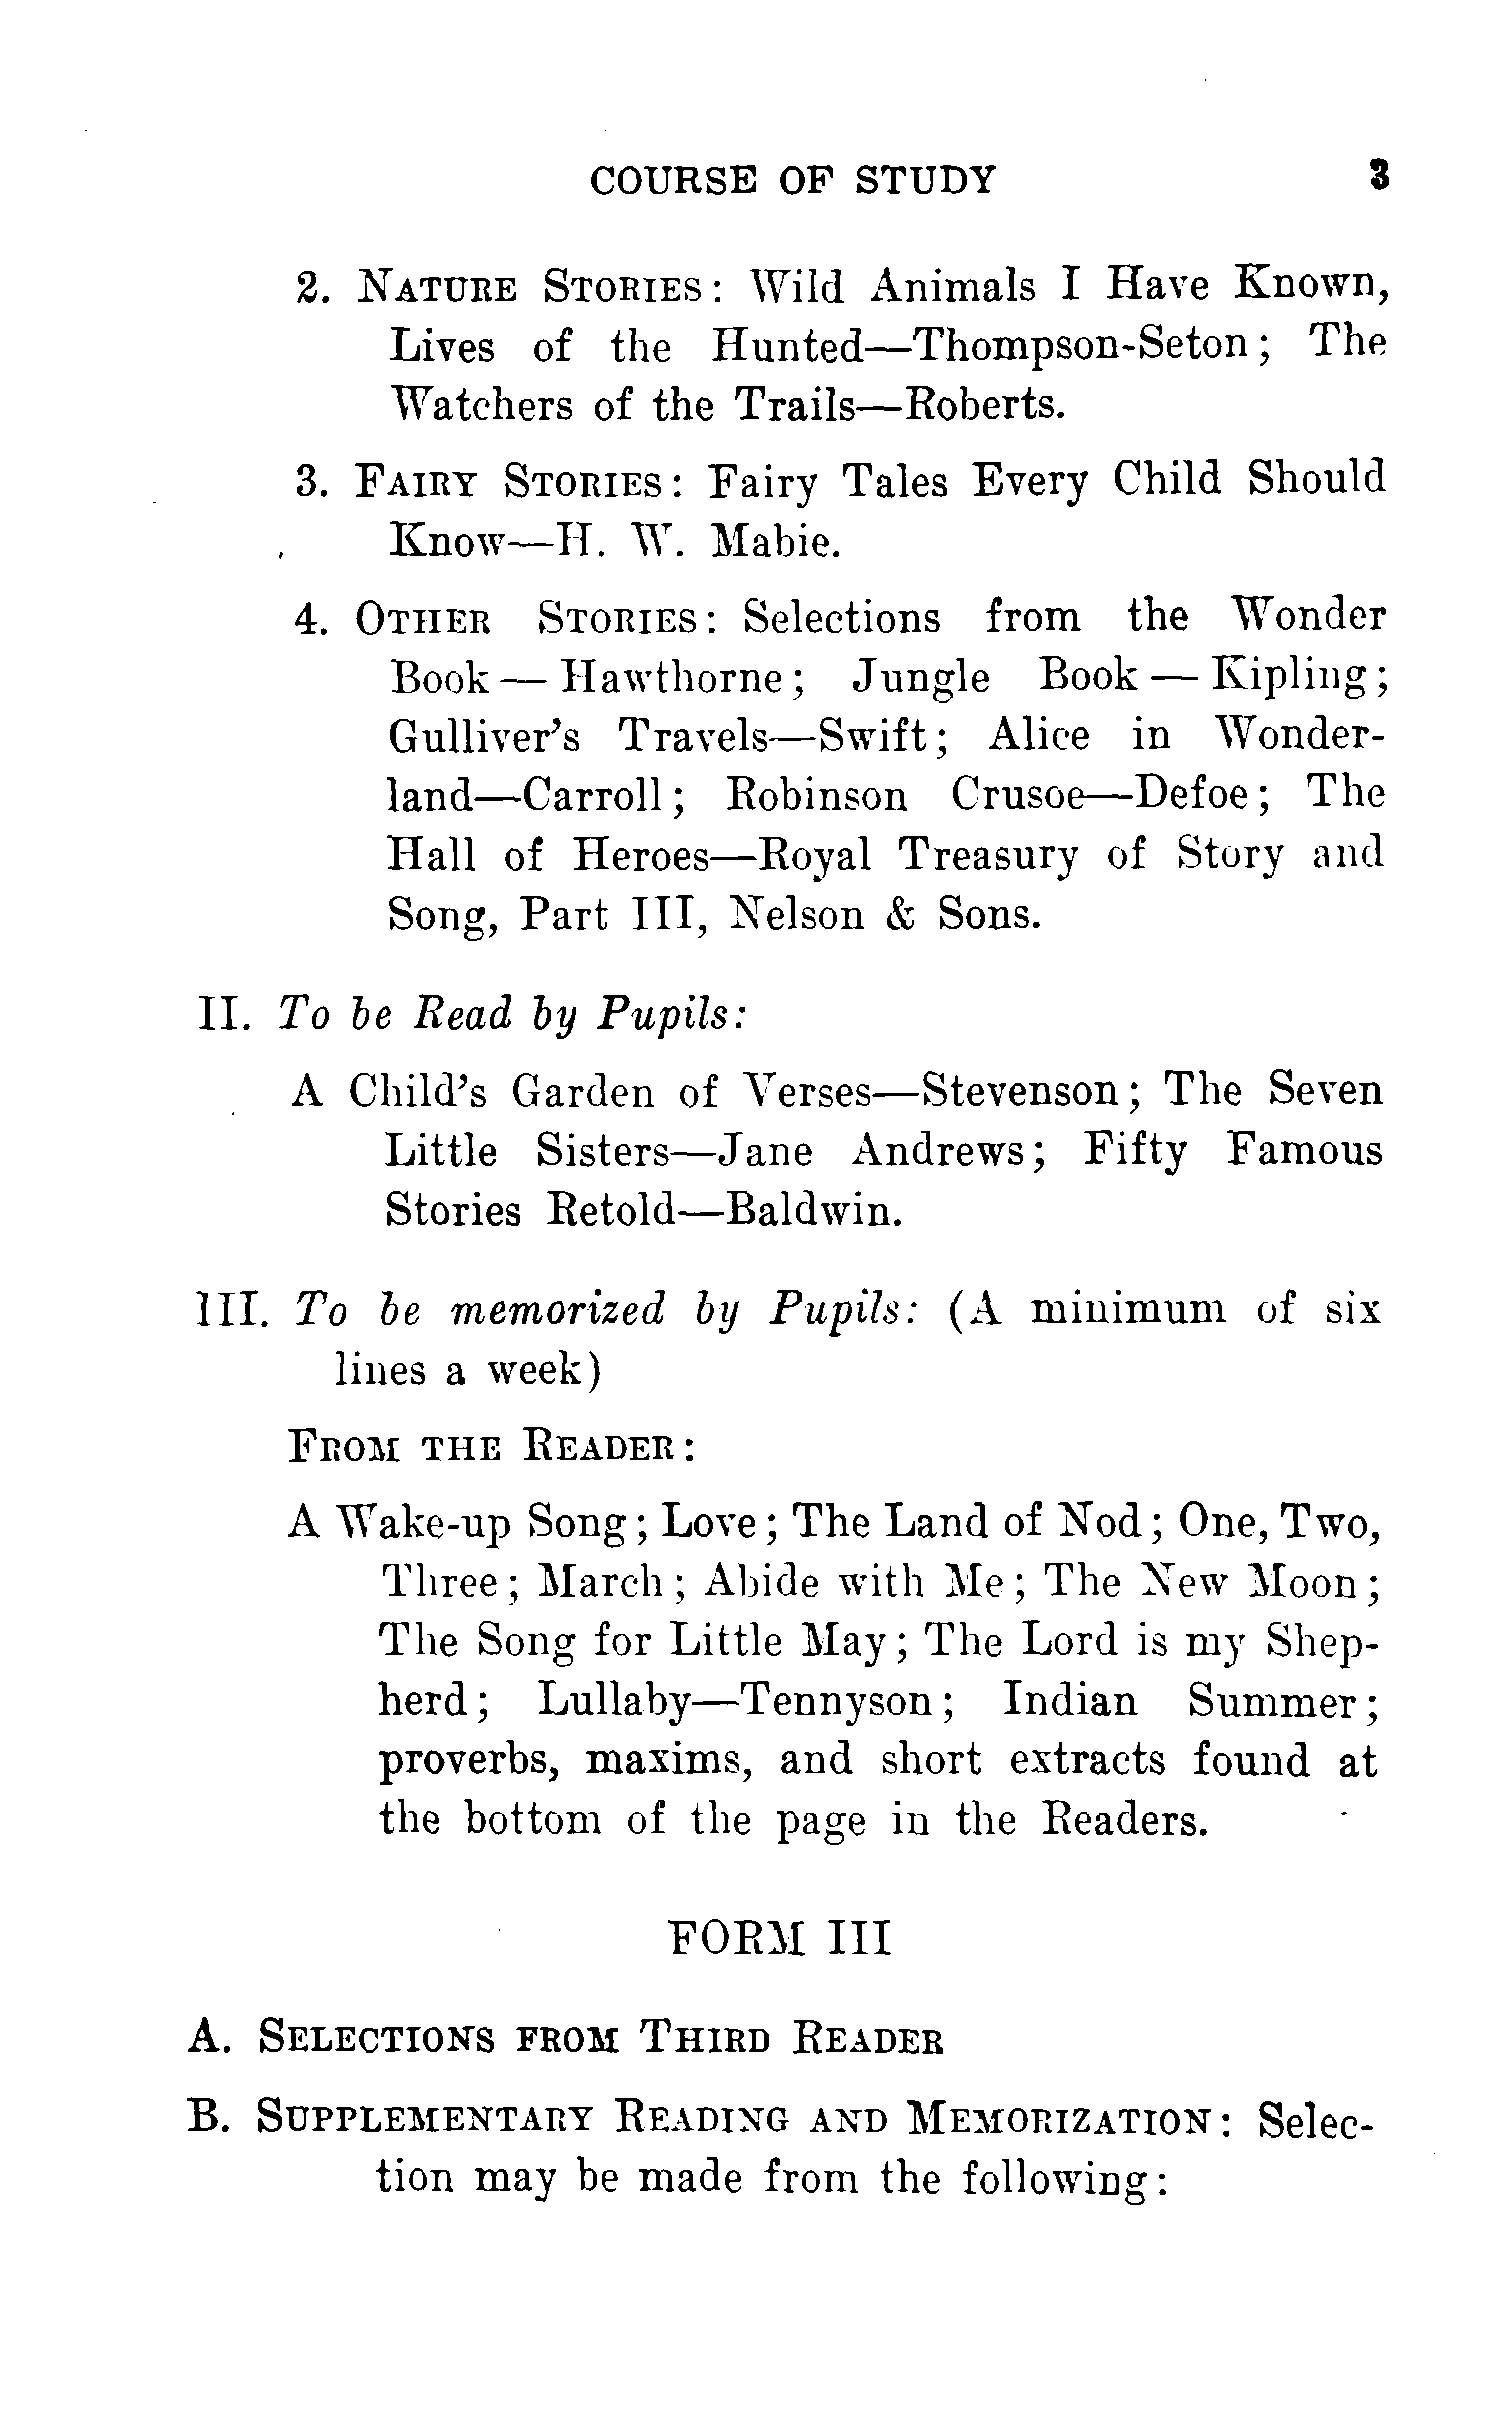 COURSE OF STUDY 3
2. NATURE STORIES: Wild Animals I Have Known,
Lives of the Hunted—Thompson-Seton; The
Watchers of the Trails—Roberts.
3. FAIRY STORIES: Fairy Tales Every Child Should
Know—H. W. Mabie.
4. OTHER STORIES: Selections from the Wonder
Book — Hawthorne; Jungle Book — Kipling;
Gulliver's Travels—Swift; Alice in Wonder-
land—Carroll; Robinson Crusoe—Defoe; The
Hall of Heroes—Royal Treasury of Story and
Song, Part III, Nelson & Sons.
II. To be Read by Pupils:
A Child's Garden of Verses—Stevenson; The Seven
Little Sisters—Jane Andrews; Fifty Famous
Stories Retold—Baldwin.
III. To be memorized by Pupils: (A minimum of six
lines a week)
FROM THE READER:
A Wake-up Song; Love; The Land of Nod; One, Two,
Three; March; Abide with Me; The New Moon;
The Song for Little May; The Lord is my Shep-
herd; Lullaby—Tennyson; Indian Summer;
proverbs, maxims, and short extracts found at
the bottom of the page in the Readers.
FORM III
A. SELECTIONS FROM THIRD READER
B. SUPPLEMENTARY READING AND MEMORIZATION: Selec-
tion may be made from the following: